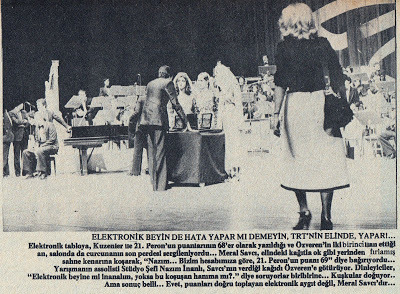 ELEKTRONİK BEYİN DE HATA YAPAR MI DEMEYİN, TRT'NİN ELİNDE, YAPAR!...
Elektronik tabloya, Kuzenler ile 21. Peron'un puanlarının 68'er olarak yazıldığı ve Özveren'in iki birinci ilan ettiği
an, salonda da curcunanın son perdesi sergileniyordu... Meral Savcı, elindeki kağıtla ok gibi yerinden fırlamış
sahne kenarına koşarak, "Nazım... Bizim hesabımıza göre, 21. Peron'un puanı 69" diye bağırıyordu...
Yarışmanın assolisti Stüdyo Şefi Nazım İnanlı, Savcı'nın verdiği kağıdı Özveren'e götürüyor. Dinleyiciler,
"Elektronik beyine mi inanalım, yoksa bu koşuşan hanıma mı?." diye soruyorlar biribirine... Kuşkular doğuyor..
Ama sonuç belli... Evet, puanları doğru toplayan elektronik aygıt değil, Meral Savcı'dır...